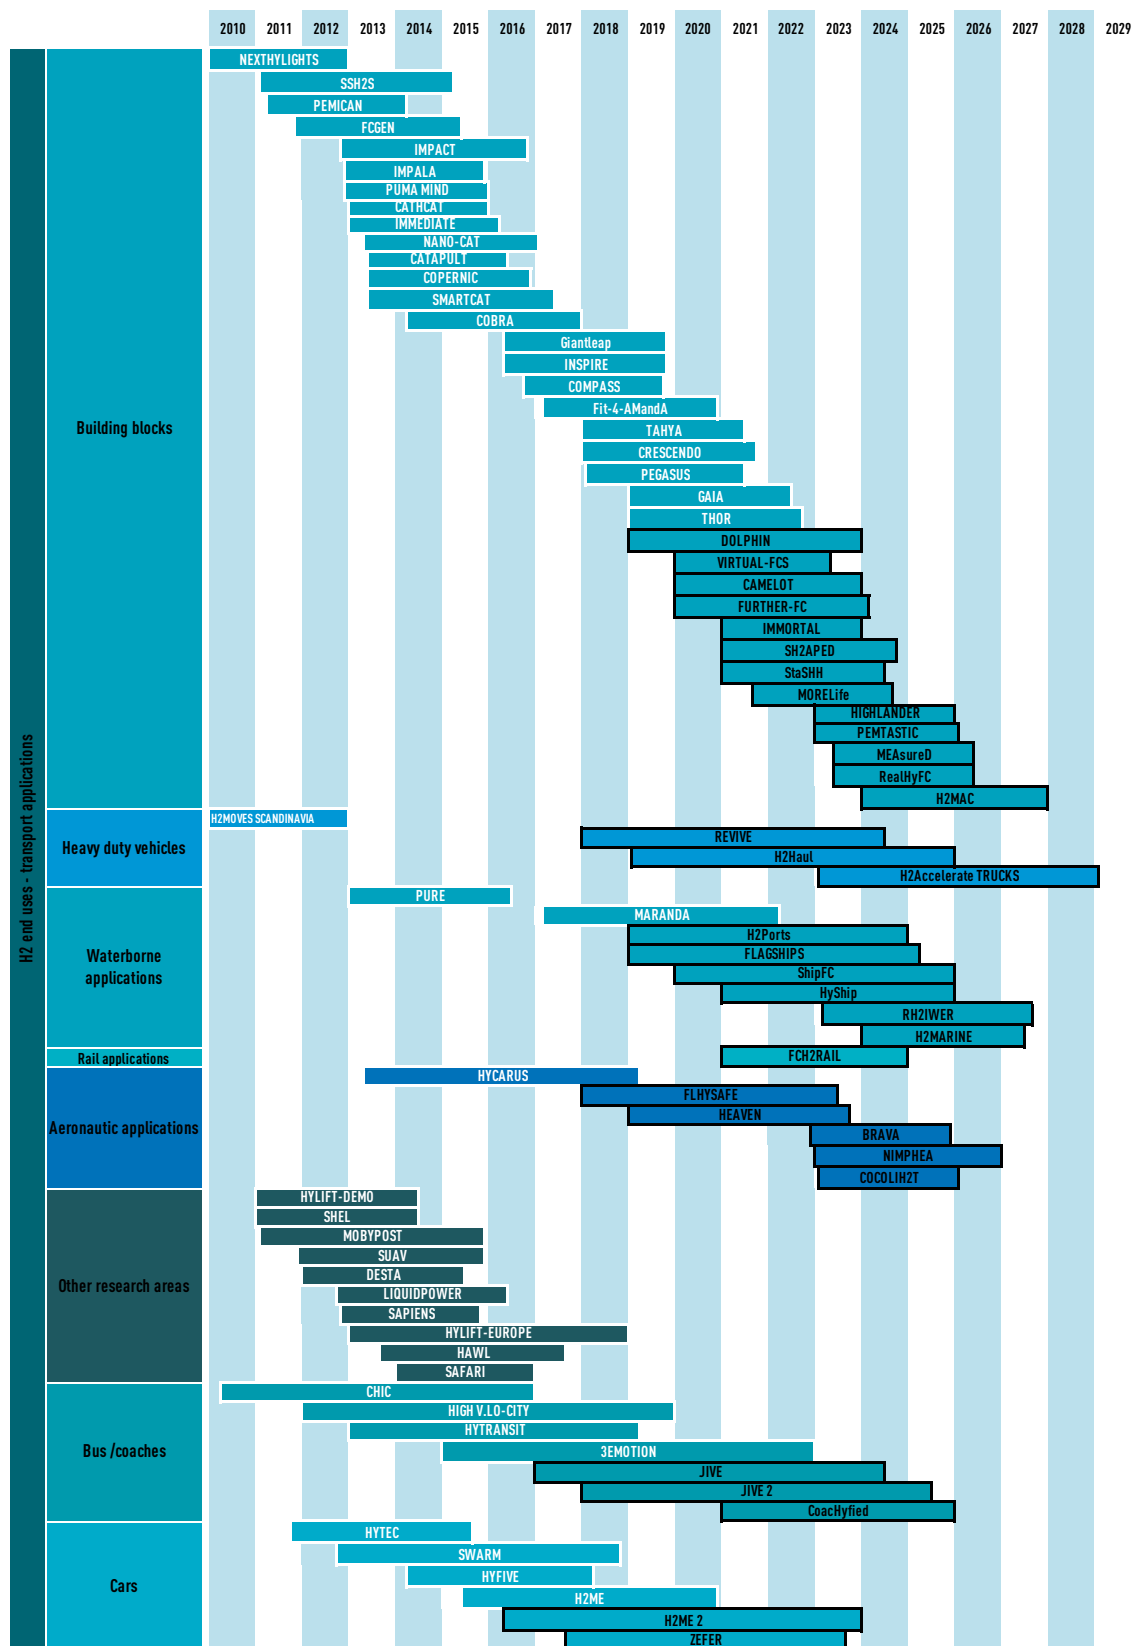 2010 2011 2012 2013 2014 2015 2016 2017 2018 2019 2020 2021 2022 2023 2024 2025 2026 2027 2028 2029
H2 end uses - transport applications
Building blocks
NEXTHYLIGHTS
SSH2S
PEMICAN
FCGEN
IMPACT
IMPALA
PUMA MIND
CATHCAT
IMMEDIATE
NANO-CAT
CATAPULT
COPERNIC
SMARTCAT
COBRA
Giantleap
INSPIRE
COMPASS
Fit-4-AMandA
TAHYA
CRESCENDO
PEGASUS
GAIA
THOR
DOLPHIN
VIRTUAL-FCS
CAMELOT
FURTHER-FC
IMMORTAL
SH2APED
StaSHH
MORELife
HIGHLANDER
PEMTASTIC
MEAsureD
RealHyFC
H2MAC
Heavy duty vehicles
H2MOVES SCANDINAVIA
REVIVE
H2Haul
H2Accelerate TRUCKS
Waterborne
applications
PURE
MARANDA
H2Ports
FLAGSHIPS
ShipFC
HyShip
RH2IWER
H2MARINE
Rail applications
FCH2RAIL
Aeronautic applications
HYCARUS
FLHYSAFE
HEAVEN
BRAVA
NIMPHEA
COCOLIH2T
Other research areas
HYLIFT-DEMO
SHEL
MOBYPOST
SUAV
DESTA
LIQUIDPOWER
SAPIENS
HYLIFT-EUROPE
HAWL
SAFARI
Bus /coaches
CHIC
HIGH V.LO-CITY
HYTRANSIT
3EMOTION
JIVE
JIVE 2
CoacHyfied
Cars
HYTEC
SWARM
HYFIVE
H2ME
H2ME 2
ZEFER